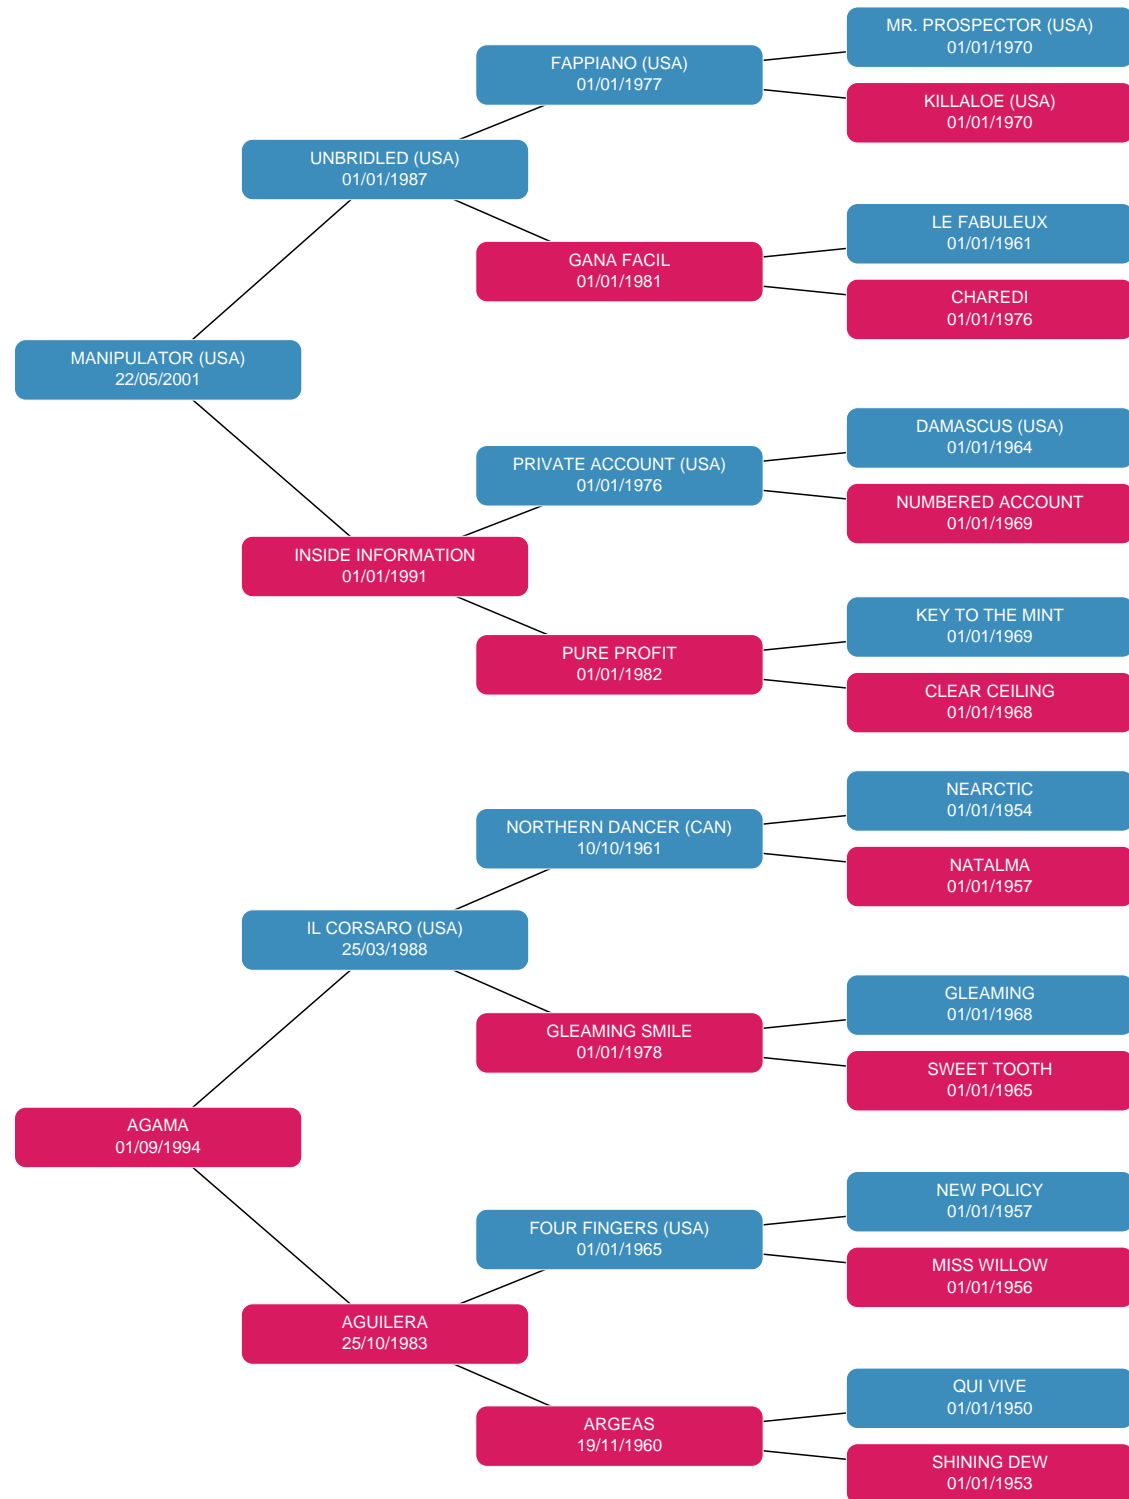 MR. PROSPECTOR (USA)
01/01/1970
FAPPIANO (USA)
01/01/1977
KILLALOE (USA)
01/01/1970
UNBRIDLED (USA)
01/01/1987
LE FABULEUX
01/01/1961
GANA FACIL
01/01/1981
CHAREDI
01/01/1976
MANIPULATOR (USA)
22/05/2001
DAMASCUS (USA)
01/01/1964
PRIVATE ACCOUNT (USA)
01/01/1976
NUMBERED ACCOUNT
01/01/1969
INSIDE INFORMATION
01/01/1991
KEY TO THE MINT
01/01/1969
PURE PROFIT
01/01/1982
CLEAR CEILING
01/01/1968
NEARCTIC
01/01/1954
NORTHERN DANCER (CAN)
10/10/1961
NATALMA
01/01/1957
IL CORSARO (USA)
25/03/1988
GLEAMING
01/01/1968
GLEAMING SMILE
01/01/1978
SWEET TOOTH
01/01/1965
AGAMA
01/09/1994
NEW POLICY
01/01/1957
FOUR FINGERS (USA)
01/01/1965
MISS WILLOW
01/01/1956
AGUILERA
25/10/1983
QUI VIVE
01/01/1950
ARGEAS
19/11/1960
SHINING DEW
01/01/1953